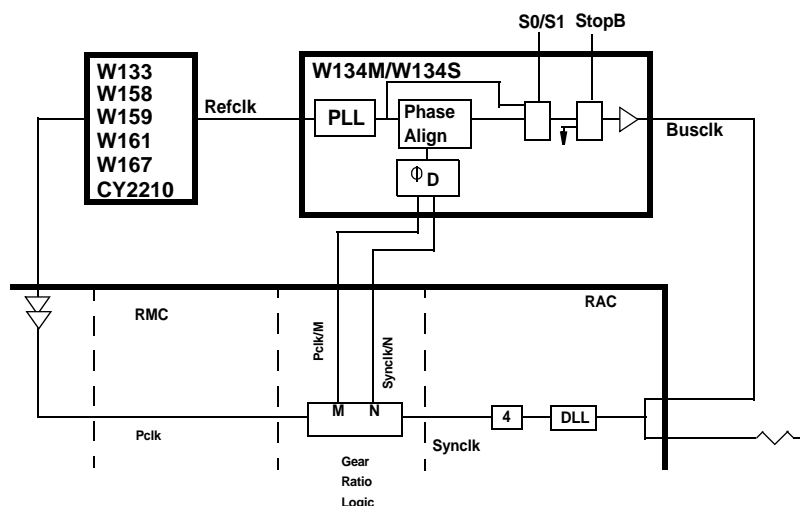 S0/S1 StopB
W133
W158
W159
W161
W167
CY2210
Refclk
W134M/W134S
PLL
Phase
Align
Φ
D
Busclk
RMC
RAC
Pclk/M
Synclk/N
M N
4
DLL
Pclk
Synclk
Gear
Ratio
Logic